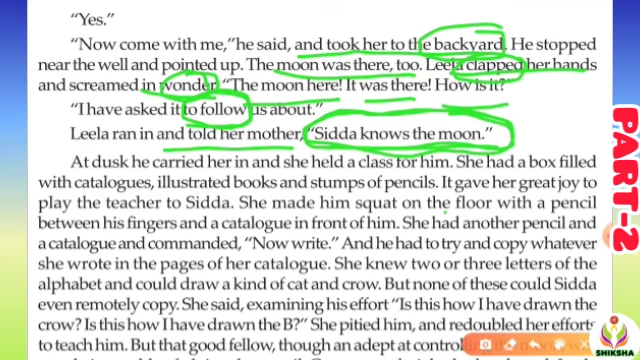 "Yes."
"Now come with me," he said, and took her to the backyard. He stopped
near the well and pointed up. The moon was there, too. Leela clapped her hands
and screamed in wonder, "The moon here! It was there! How is it?"
"I have asked it to follow us about."
Leela ran in and told her mother, "Sidda knows the moon."
At dusk he carried her in and she held a class for him. She had a box filled
with catalogues, illustrated books and stumps of pencils. It gave her great joy to
play the teacher to Sidda. She made him squat on the floor with a pencil
between his fingers and a catalogue in front of him. She had another pencil and
a catalogue and commanded, "Now write." And he had to try and copy whatever
she wrote in the pages of her catalogue. She knew two or three letters of the
alphabet and could draw a kind of cat and crow. But none of these could Sidda
even remotely copy. She said, examining his effort "Is this how I have drawn the
crow? Is this how I have drawn the B?" She pitied him, and redoubled her efforts
to teach him. But that good fellow, though an adept at
PART-2
SHIKSHA